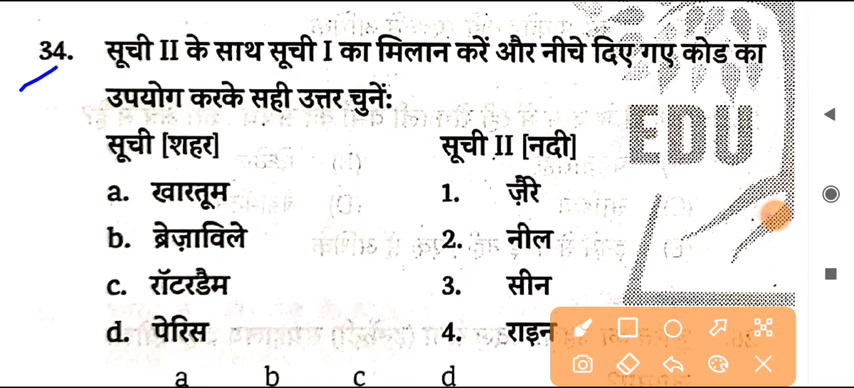 34. सूची II के साथ सूची I का मिलान करें और नीचे दिए गए कोड का
उपयोग करके सही उत्तर चुनें:
सूची [शहर] सूची II [नदी]
a. खारतूम 1. ज़ैरे
b. ब्रेज़ाविले 2. नील
c. रॉटरडैम 3. सीन
d. पेरिस 4. राइन
a b c d
EDU